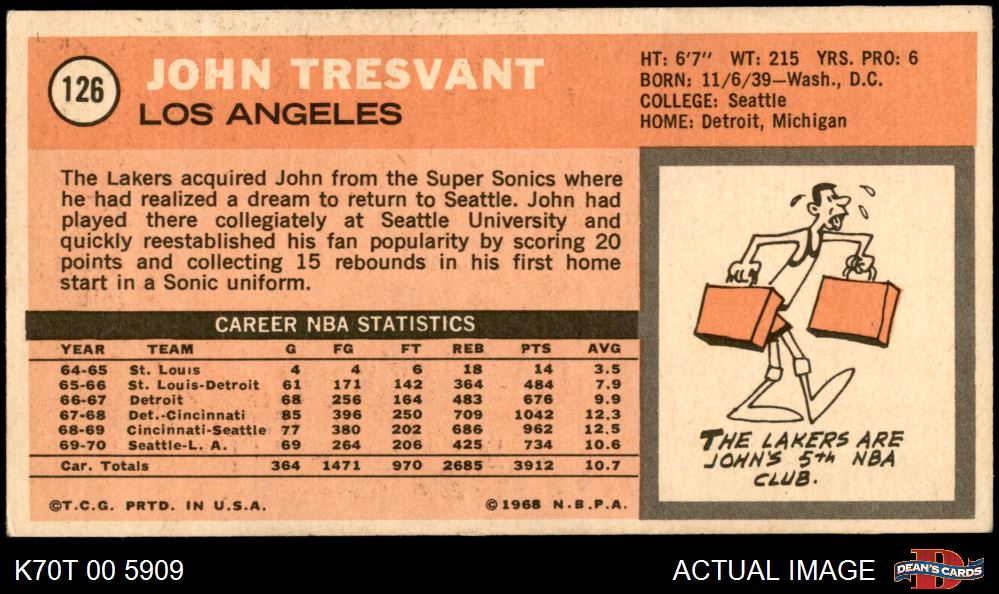 126
JOHN TRESVANT
LOS ANGELES
HT: 6'7" WT: 215 YRS. PRO: 6
BORN: 11/6/39—Wash., D.C.
COLLEGE: Seattle
HOME: Detroit, Michigan
The Lakers acquired John from the Super Sonics where
he had realized a dream to return to Seattle. John had
played there collegiately at Seattle University and
quickly reestablished his fan popularity by scoring 20
points and collecting 15 rebounds in his first home
start in a Sonic uniform.
CAREER NBA STATISTICS
YEAR TEAM G FG FT REB PTS AVG
64-65 St. Louis 4 4 6 18 14 3.5
65-66 St. Louis-Detroit 61 171 142 364 484 7.9
66-67 Detroit 68 256 164 483 676 9.9
67-68 Det.-Cincinnati 85 396 250 709 1042 12.3
68-69 Cincinnati-Seattle 77 380 202 686 962 12.5
69-70 Seattle-L. A. 69 264 206 425 734 10.6
Car. Totals 364 1471 970 2685 3912 10.7
©T.C.G. PRTD. IN U.S.A. ©1968 N.B.P.A.
THE LAKERS ARE
JOHN'S 5th NBA
CLUB.
K70T 00 5909 ACTUAL IMAGE
D
DEAN'S CARDS